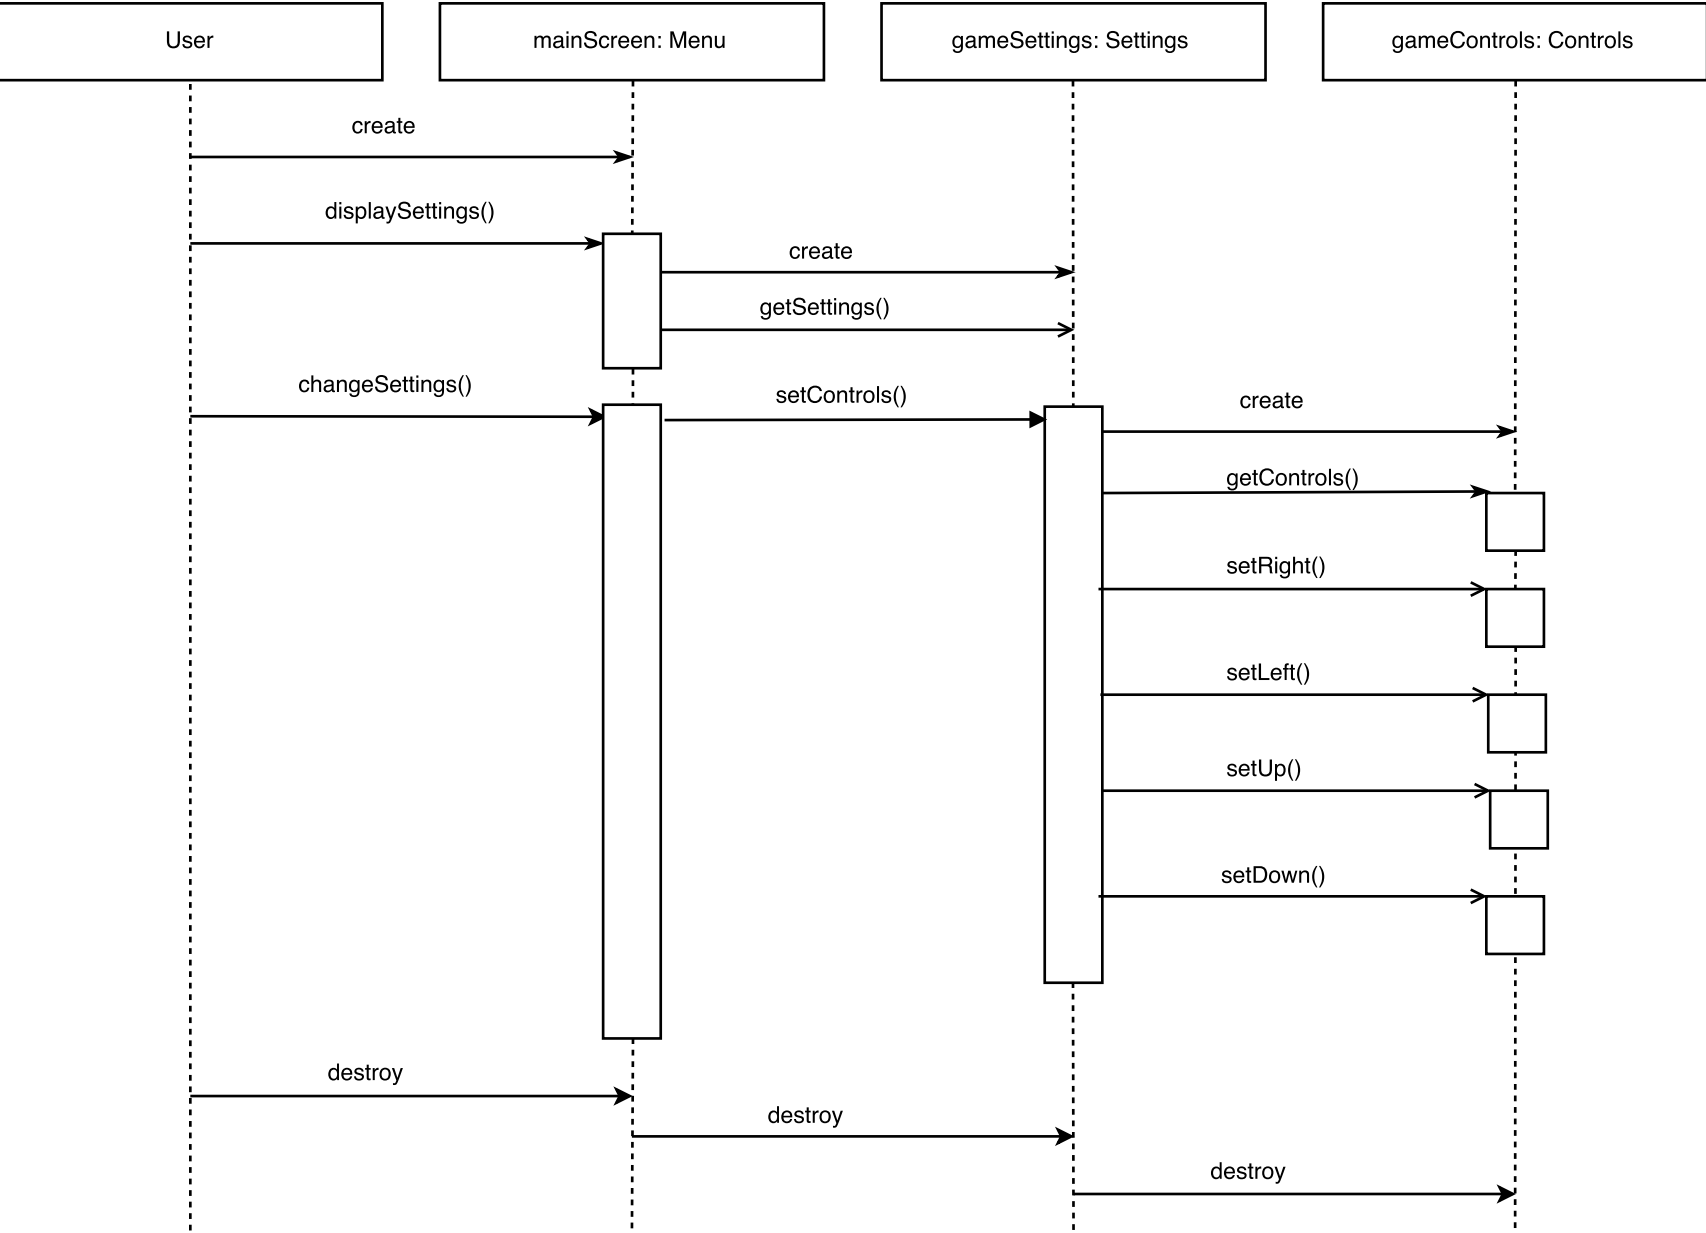 User
mainScreen: Menu
gameSettings: Settings
gameControls: Controls
create
displaySettings()
create
getSettings()
changeSettings()
setControls()
create
getControls()
setRight()
setLeft()
setUp()
setDown()
destroy
destroy
destroy